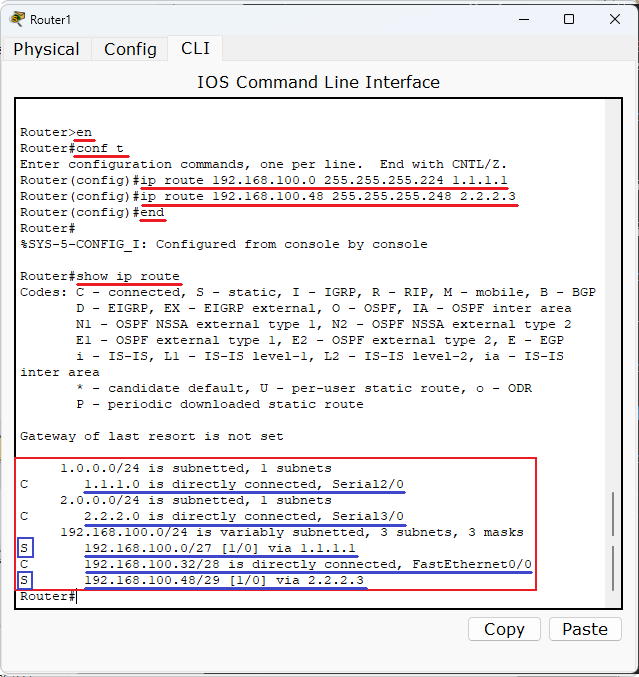 Router1
Physical Config CLI
IOS Command Line Interface
Router>en
Router#conf t
Enter configuration commands, one per line.  End with CNTL/Z.
Router(config)#ip route 192.168.100.0 255.255.255.224 1.1.1.1
Router(config)#ip route 192.168.100.48 255.255.255.248 2.2.2.3
Router(config)#end
Router#
%SYS-5-CONFIG_I: Configured from console by console
Router#show ip route
Codes: C - connected, S - static, I - IGRP, R - RIP, M - mobile, B - BGP
D - EIGRP, EX - EIGRP external, O - OSPF, IA - OSPF inter area
N1 - OSPF NSSA external type 1, N2 - OSPF NSSA external type 2
E1 - OSPF external type 1, E2 - OSPF external type 2, E - EGP
i - IS-IS, L1 - IS-IS level-1, L2 - IS-IS level-2, ia - IS-IS
inter area
* - candidate default, U - per-user static route, o - ODR
P - periodic downloaded static route
Gateway of last resort is not set
1.0.0.0/24 is subnetted, 1 subnets
C 1.1.1.0 is directly connected, Serial2/0
2.0.0.0/24 is subnetted, 1 subnets
C 2.2.2.0 is directly connected, Serial3/0
192.168.100.0/24 is variably subnetted, 3 subnets, 3 masks
S 192.168.100.0/27 [1/0] via 1.1.1.1
C 192.168.100.32/28 is directly connected, FastEthernet0/0
S 192.168.100.48/29 [1/0] via 2.2.2.3
Router#
Copy Paste